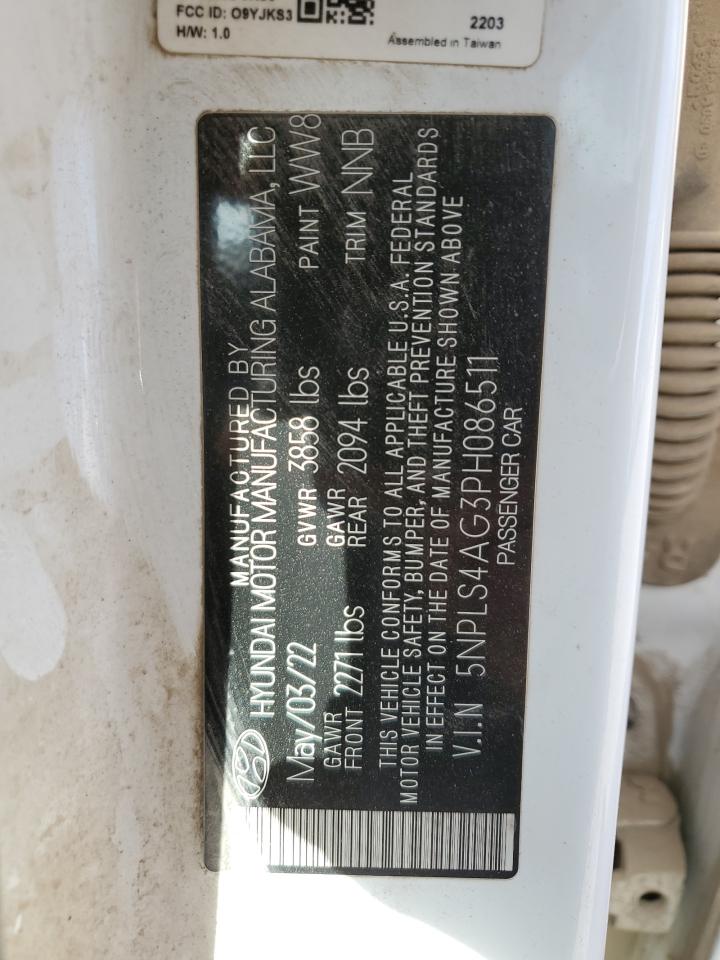 FCC ID: O9YJKS3
H/W: 1.0
2203
Assembled in Taiwan
MANUFACTURED BY
HYUNDAI MOTOR MANUFACTURING ALABAMA, LLC
May/03/22 GVWR 3858 lbs PAINT WW8
GAWR GAWR
FRONT 2271 lbs REAR 2094 lbs TRIM NNB
THIS VEHICLE CONFORMS TO ALL APPLICABLE U.S.A. FEDERAL
MOTOR VEHICLE SAFETY, BUMPER, AND THEFT PREVENTION STANDARDS
IN EFFECT ON THE DATE OF MANUFACTURE SHOWN ABOVE
V.I.N 5NPLS4AG3PH086511
PASSENGER CAR